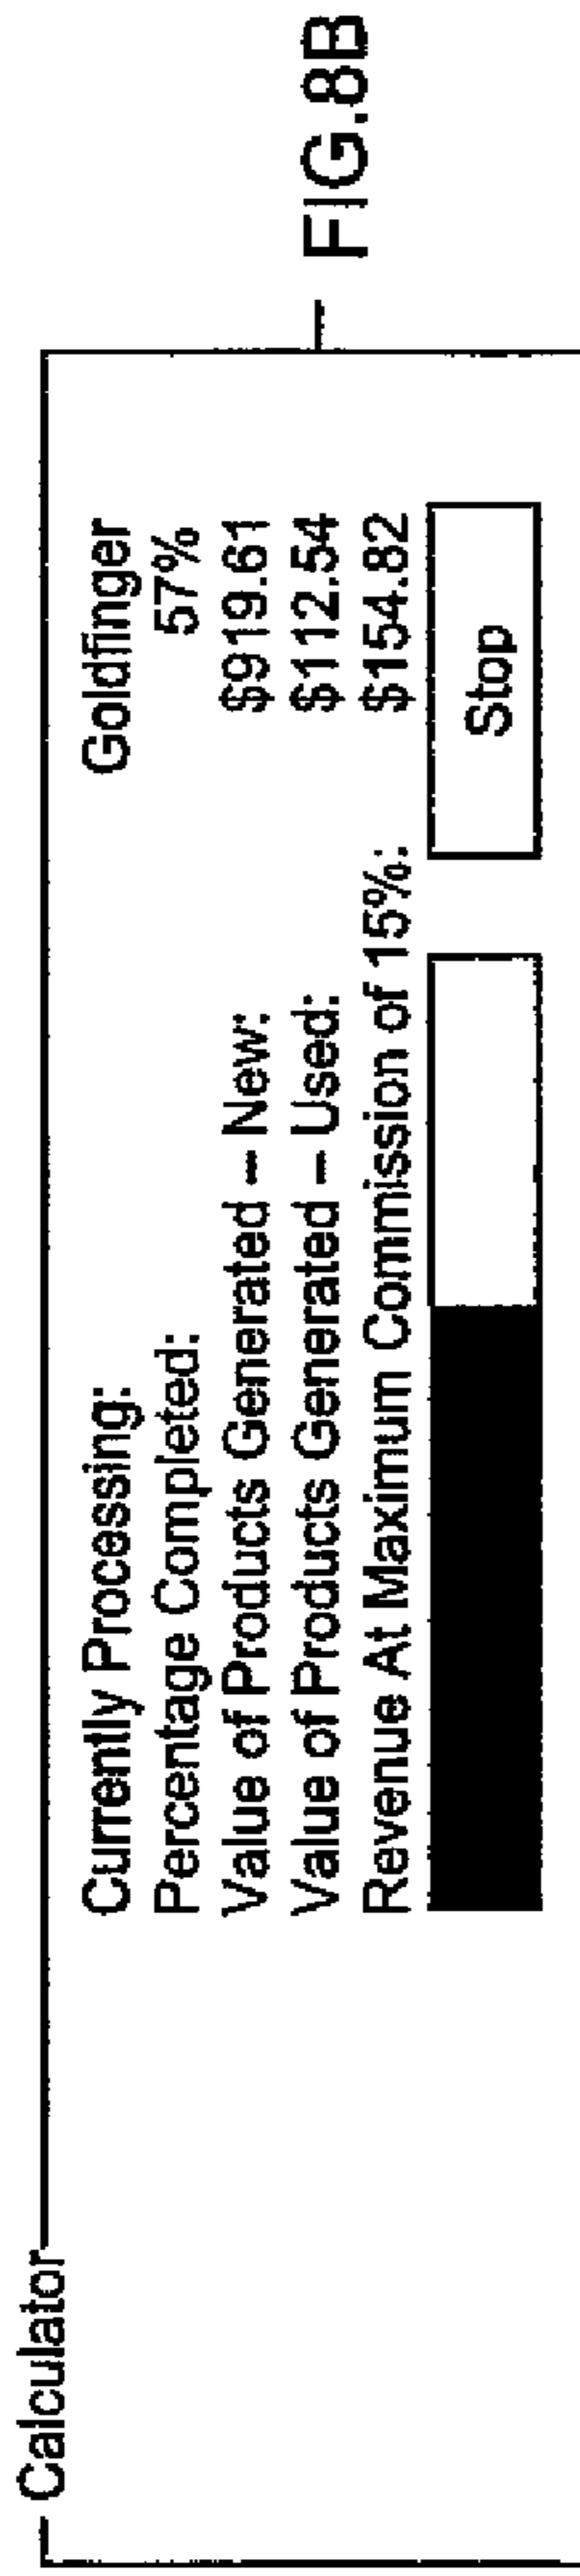 Calculator
Currently Processing: Goldfinger
Percentage Completed: 57%
Value of Products Generated – New: $919.61
Value of Products Generated – Used: $112.54
Revenue At Maximum Commission of 15%: $154.82
Stop
FIG.8B